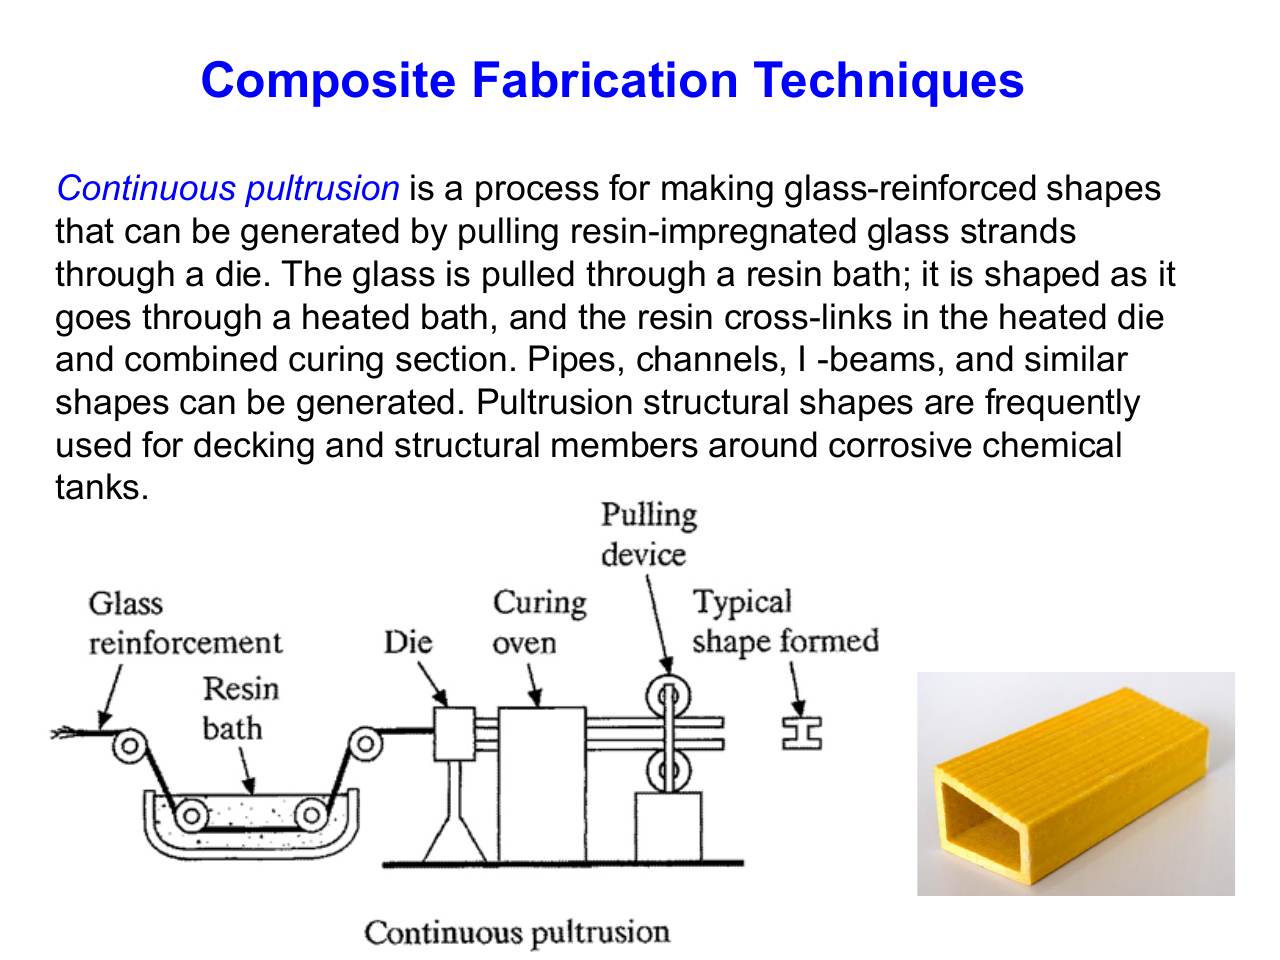 Composite Fabrication Techniques
Continuous pultrusion is a process for making glass-reinforced shapes
that can be generated by pulling resin-impregnated glass strands
through a die. The glass is pulled through a resin bath; it is shaped as it
goes through a heated bath, and the resin cross-links in the heated die
and combined curing section. Pipes, channels, I -beams, and similar
shapes can be generated. Pultrusion structural shapes are frequently
used for decking and structural members around corrosive chemical
tanks.
Pulling
device
Glass
reinforcement
Resin
bath
Die
Curing
oven
Typical
shape formed
Continuous pultrusion